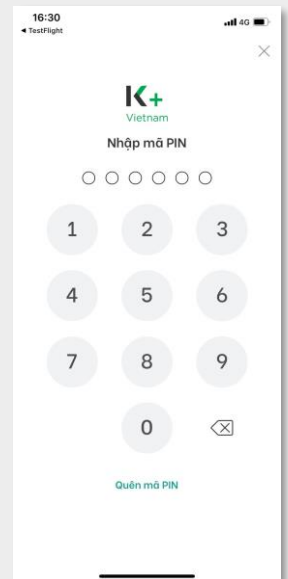 16:30
4G
◀ TestFlight
K+
Vietnam
Nhập mã PIN
1 2 3
4 5 6
7 8 9
0
Quên mã PIN